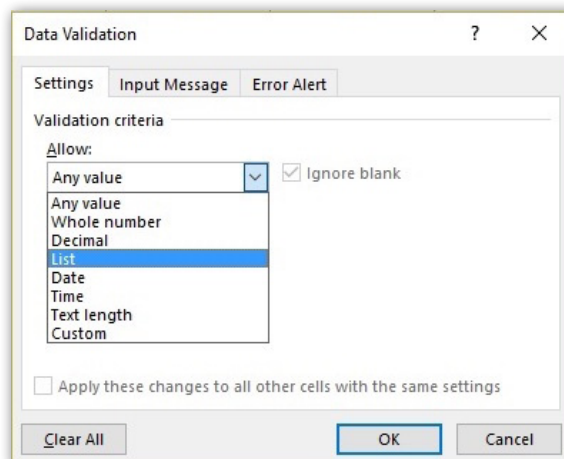 Data Validation ? X
Settings Input Message Error Alert
Validation criteria
Allow:
Any value Ignore blank
Any value
Whole number
Decimal
List
Date
Time
Text length
Custom
Apply these changes to all other cells with the same settings
Clear All OK Cancel